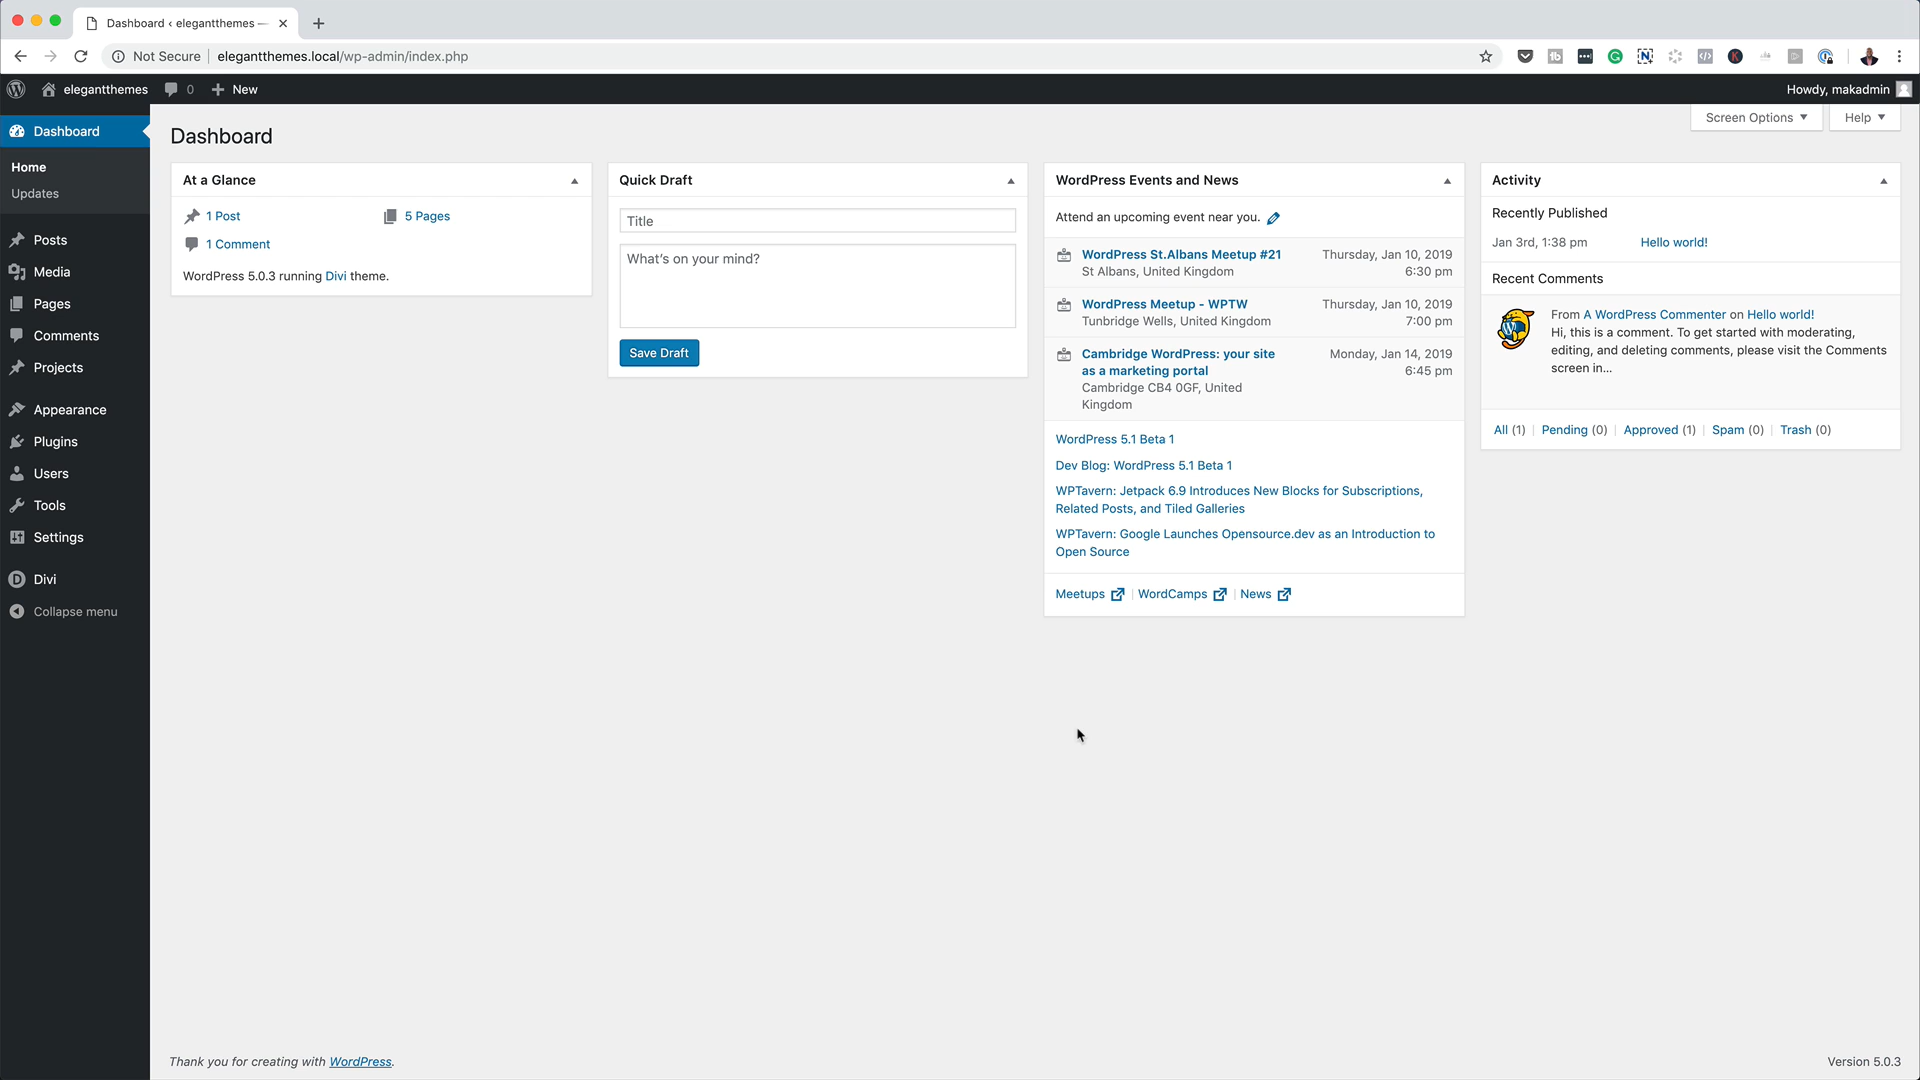 Dashboard ‹ elegantthemes —
Not Secure
elegantthemes.local/wp-admin/index.php
elegantthemes
0
New
Howdy, makadmin
Screen Options
Help
Dashboard
Home
Updates
Posts
Media
Pages
Comments
Projects
Appearance
Plugins
Users
Tools
Settings
Divi
Collapse menu
Dashboard
At a Glance
1 Post
5 Pages
1 Comment
WordPress 5.0.3 running Divi theme.
Quick Draft
Title
What's on your mind?
Save Draft
WordPress Events and News
Attend an upcoming event near you.
WordPress St.Albans Meetup #21
Thursday, Jan 10, 2019
St Albans, United Kingdom
6:30 pm
WordPress Meetup - WPTW
Thursday, Jan 10, 2019
Tunbridge Wells, United Kingdom
7:00 pm
Cambridge WordPress: your site
Monday, Jan 14, 2019
as a marketing portal
6:45 pm
Cambridge CB4 0GF, United
Kingdom
WordPress 5.1 Beta 1
Dev Blog: WordPress 5.1 Beta 1
WPTavern: Jetpack 6.9 Introduces New Blocks for Subscriptions,
Related Posts, and Tiled Galleries
WPTavern: Google Launches Opensource.dev as an Introduction to
Open Source
Meetups
WordCamps
News
Activity
Recently Published
Jan 3rd, 1:38 pm
Hello world!
Recent Comments
From A WordPress Commenter on Hello world!
Hi, this is a comment. To get started with moderating,
editing, and deleting comments, please visit the Comments
screen in…
All (1) | Pending (0) | Approved (1) | Spam (0) | Trash (0)
Thank you for creating with WordPress.
Version 5.0.3